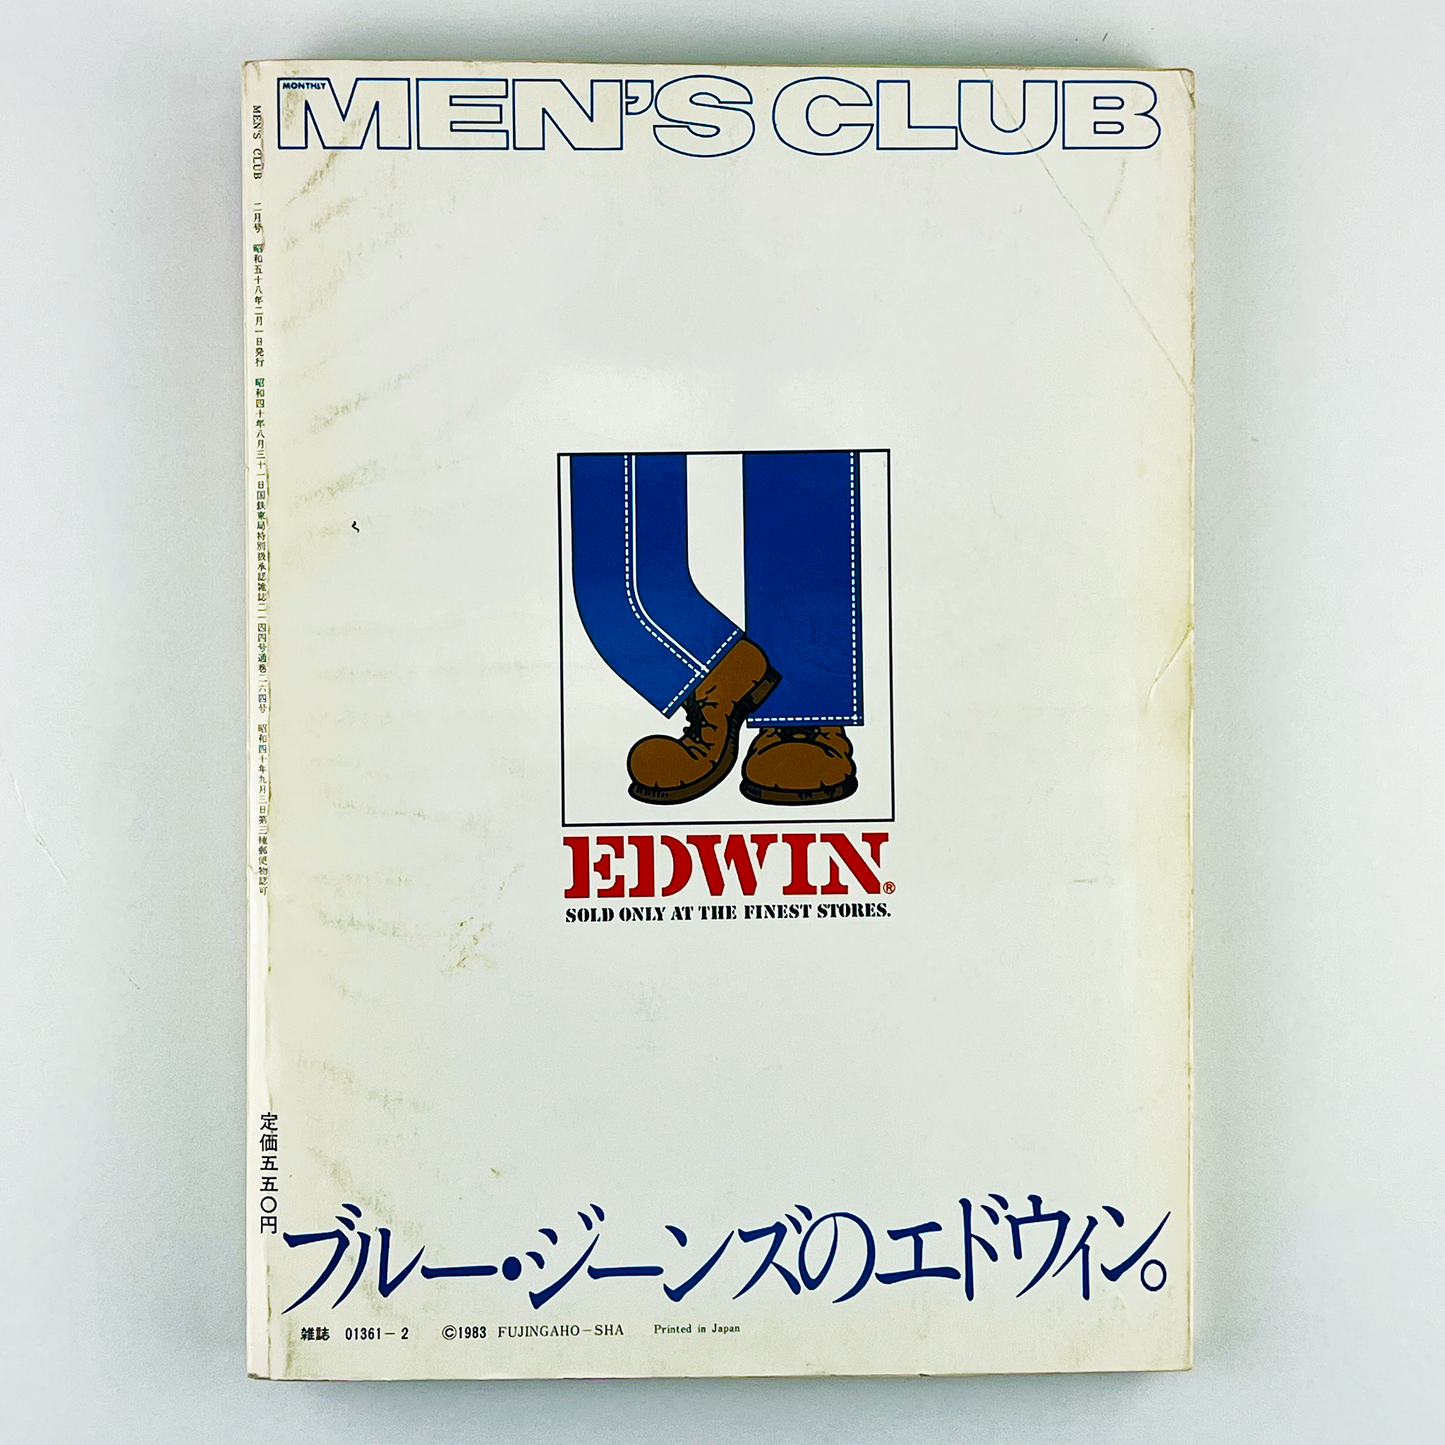 MONTHLY
MEN'S CLUB
MEN'S CLUB 二月号 昭和五十八年二月一日発行 昭和四十年八月三十一日国鉄東局特別扱承認雑誌二一四四号通巻二六四号 昭和四十年九月三日第三種郵便物認可
定価五五〇円
EDWIN®
SOLD ONLY AT THE FINEST STORES.
ブルー・ジーンズのエドウィン。
雑誌 01361-2 ©1983 FUJINGAHO-SHA Printed in Japan